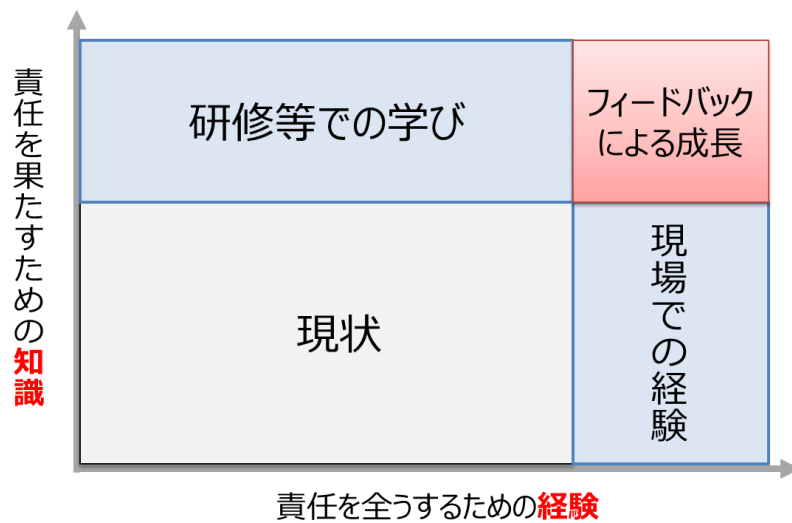 責任を果たすための知識
研修等での学び
フィードバック
による成長
現状
現場での経験
責任を全うするための経験